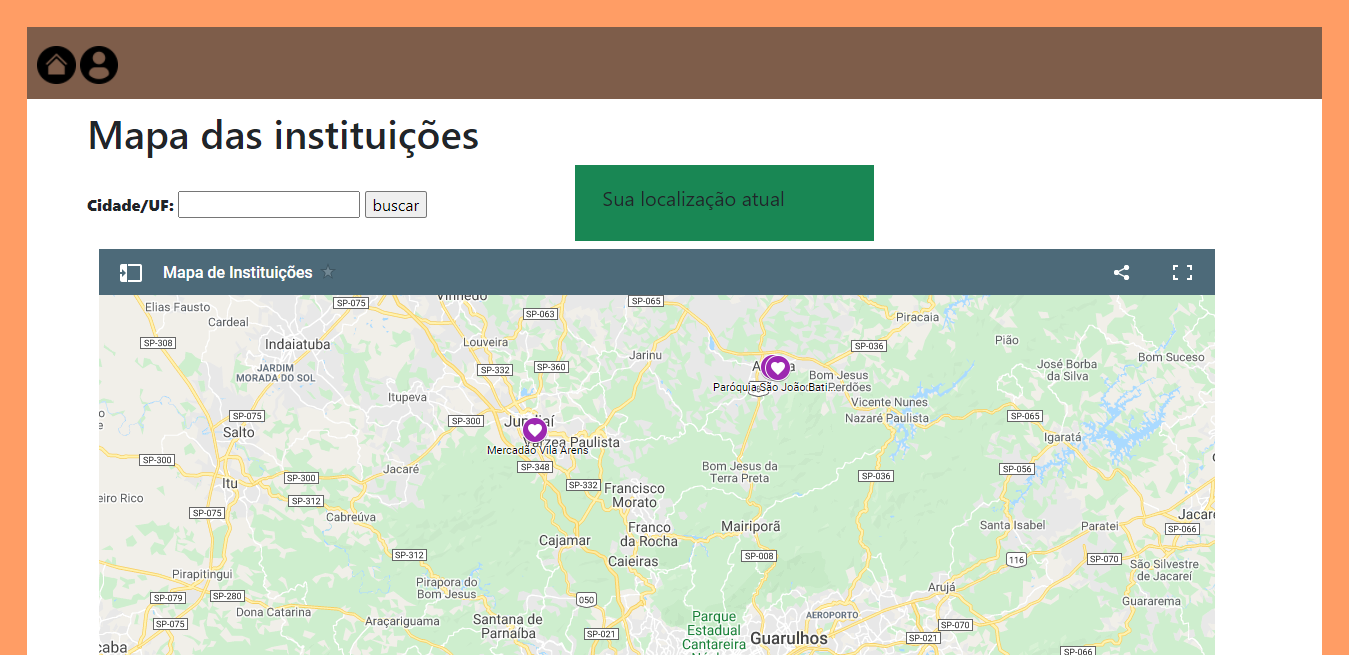 Mapa das instituições
Cidade/UF:
buscar
Sua localização atual
Mapa de Instituições
Elias Fausto
SP-075
Vinhedo
SP-065
SP-063
Piracaia
Cardeal
SP-308
Indaiatuba
Louveira
Jarinu
SP-036
Pião
Bom Suceso
JARDIM
MORADA DO SOL
SP-332
SP-360
José Borba
da Silva
Bom Jesus
Perdões
Paróquia São João Bati...
Itupeva
Vicente Nunes
SP-075
SP-300
Nazaré Paulista
SP-065
Salto
Várzea Paulista
Mercadão Vila Arens
Igaratá
SP-300
Jacaré
SP-348
Bom Jesus da
Terra Preta
SP-056
Itu
SP-300
SP-332
SP-036
eiro Rico
SP-312
Francisco
Morato
SP-075
Cabreúva
Franco
da Rocha
Mairiporã
Santa Isabel
Paratei
Jacare
SP-066
Cajamar
SP-312
Caieiras
SP-008
116
SP-070
São Silvestre
de Jacarei
Pirapitingui
Pirapora do
Bom Jesus
Arujá
SP-079
SP-280
050
Guararema
Dona Catarina
Araçariguama
Santana de
Parnaíba
Parque
Estadual
Cantareira
AEROPORTO
SP-075
SP-021
Guarulhos
SP-070
SP-021
caba
SP-066